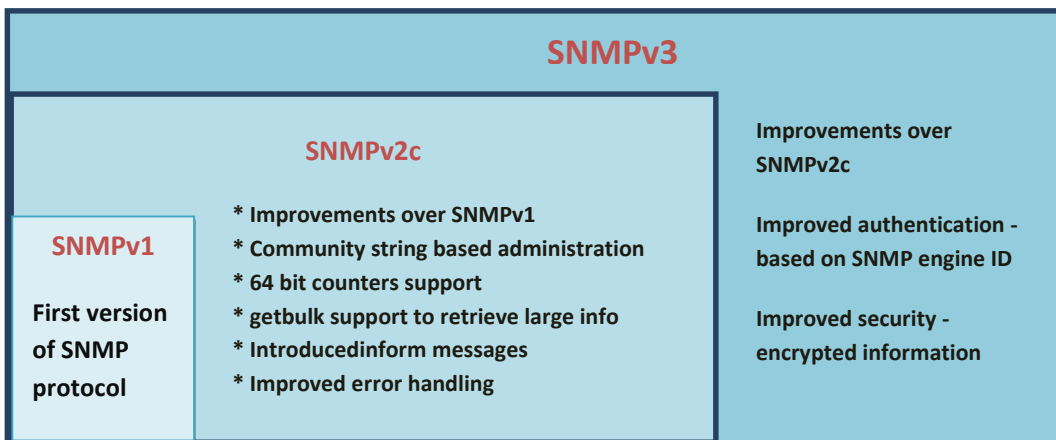 SNMPv3
Improvements over
SNMPv2c
Improved authentication -
based on SNMP engine ID
Improved security -
encrypted information
SNMPv2c
* Improvements over SNMPv1
* Community string based administration
* 64 bit counters support
* getbulk support to retrieve large info
* Introducedinform messages
* Improved error handling
SNMPv1
First version
of SNMP
protocol